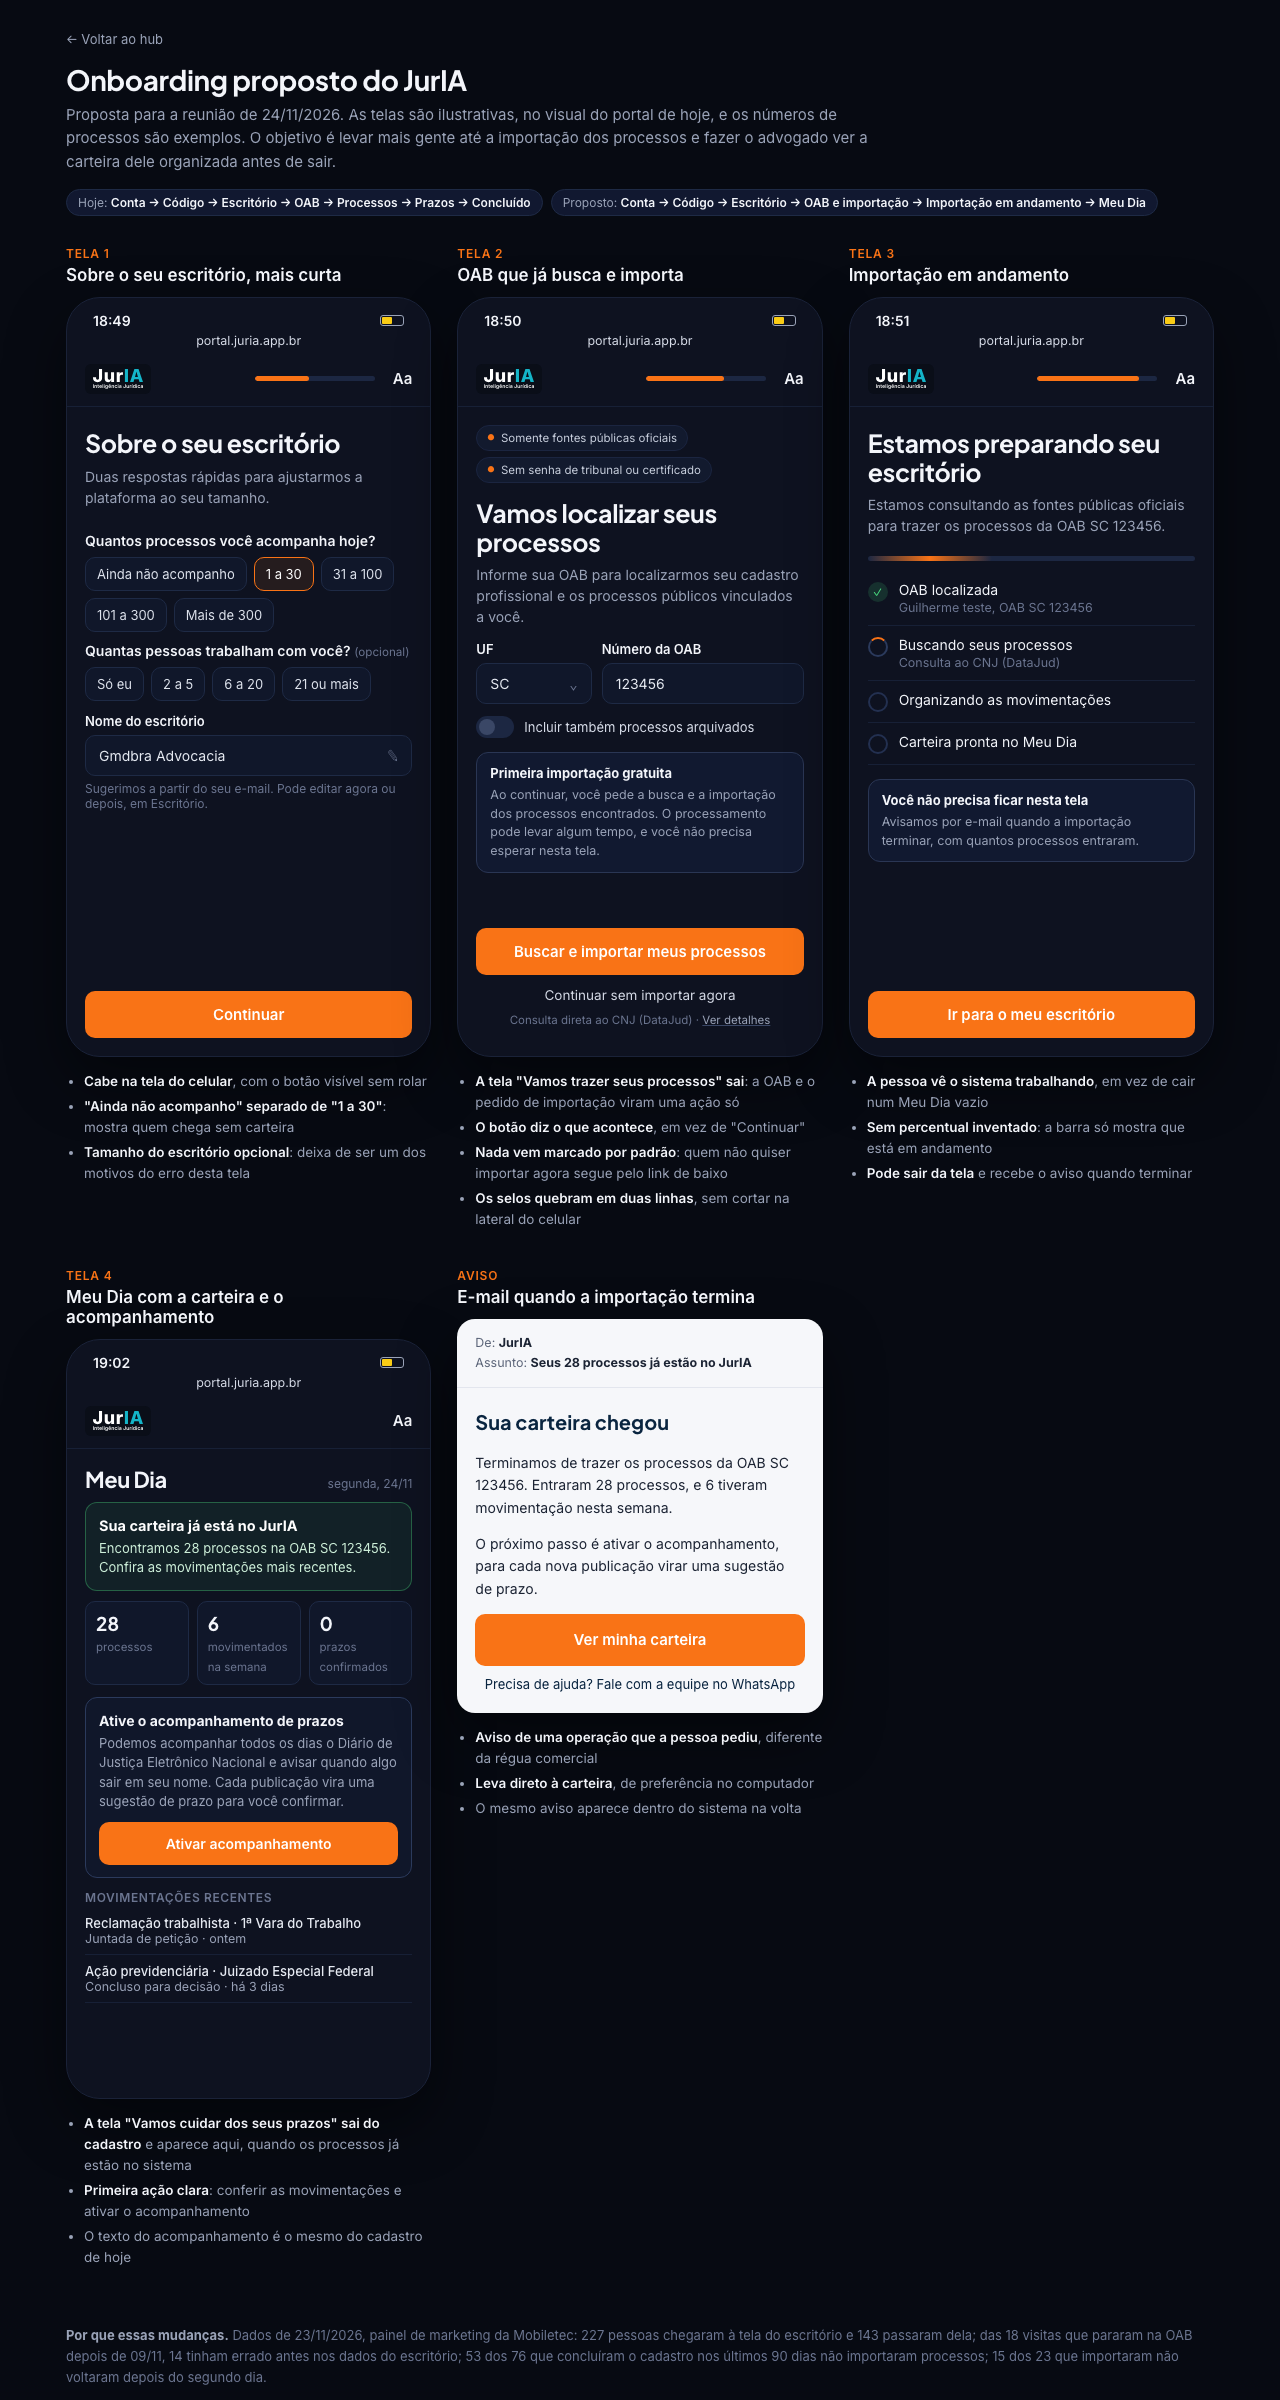 ← Voltar ao hub
Onboarding proposto do JurIA
Proposta para a reunião de 24/11/2026. As telas são ilustrativas, no visual do portal de hoje, e os números de
processos são exemplos. O objetivo é levar mais gente até a importação dos processos e fazer o advogado ver a
carteira dele organizada antes de sair.
Hoje: Conta → Código → Escritório → OAB → Processos → Prazos → Concluído
Proposto: Conta → Código → Escritório → OAB e importação → Importação em andamento → Meu Dia
TELA 1
Sobre o seu escritório, mais curta
18:49
portal.juria.app.br
JurIA
Inteligência Jurídica
Aa
Sobre o seu escritório
Duas respostas rápidas para ajustarmos a
plataforma ao seu tamanho.
Quantos processos você acompanha hoje?
Ainda não acompanho
1 a 30
31 a 100
101 a 300
Mais de 300
Quantas pessoas trabalham com você? (opcional)
Só eu
2 a 5
6 a 20
21 ou mais
Nome do escritório
Gmdbra Advocacia
Sugerimos a partir do seu e-mail. Pode editar agora ou
depois, em Escritório.
Continuar
• Cabe na tela do celular, com o botão visível sem rolar
• "Ainda não acompanho" separado de "1 a 30":
mostra quem chega sem carteira
• Tamanho do escritório opcional: deixa de ser um dos
motivos do erro desta tela
TELA 2
OAB que já busca e importa
18:50
portal.juria.app.br
JurIA
Inteligência Jurídica
Aa
Somente fontes públicas oficiais
Sem senha de tribunal ou certificado
Vamos localizar seus
processos
Informe sua OAB para localizarmos seu cadastro
profissional e os processos públicos vinculados
a você.
UF
Número da OAB
SC
123456
Incluir também processos arquivados
Primeira importação gratuita
Ao continuar, você pede a busca e a importação
dos processos encontrados. O processamento
pode levar algum tempo, e você não precisa
esperar nesta tela.
Buscar e importar meus processos
Continuar sem importar agora
Consulta direta ao CNJ (DataJud) · Ver detalhes
• A tela "Vamos trazer seus processos" sai: a OAB e o
pedido de importação viram uma ação só
• O botão diz o que acontece, em vez de "Continuar"
• Nada vem marcado por padrão: quem não quiser
importar agora segue pelo link de baixo
• Os selos quebram em duas linhas, sem cortar na
lateral do celular
TELA 3
Importação em andamento
18:51
portal.juria.app.br
JurIA
Inteligência Jurídica
Aa
Estamos preparando seu
escritório
Estamos consultando as fontes públicas oficiais
para trazer os processos da OAB SC 123456.
OAB localizada
Guilherme teste, OAB SC 123456
Buscando seus processos
Consulta ao CNJ (DataJud)
Organizando as movimentações
Carteira pronta no Meu Dia
Você não precisa ficar nesta tela
Avisamos por e-mail quando a importação
terminar, com quantos processos entraram.
Ir para o meu escritório
• A pessoa vê o sistema trabalhando, em vez de cair
num Meu Dia vazio
• Sem percentual inventado: a barra só mostra que
está em andamento
• Pode sair da tela e recebe o aviso quando terminar
TELA 4
Meu Dia com a carteira e o
acompanhamento
19:02
portal.juria.app.br
JurIA
Inteligência Jurídica
Aa
Meu Dia
segunda, 24/11
Sua carteira já está no JurIA
Encontramos 28 processos na OAB SC 123456.
Confira as movimentações mais recentes.
28
processos
6
movimentados
na semana
0
prazos
confirmados
Ative o acompanhamento de prazos
Podemos acompanhar todos os dias o Diário de
Justiça Eletrônico Nacional e avisar quando algo
sair em seu nome. Cada publicação vira uma
sugestão de prazo para você confirmar.
Ativar acompanhamento
MOVIMENTAÇÕES RECENTES
Reclamação trabalhista · 1ª Vara do Trabalho
Juntada de petição · ontem
Ação previdenciária · Juizado Especial Federal
Concluso para decisão · há 3 dias
• A tela "Vamos cuidar dos seus prazos" sai do
cadastro e aparece aqui, quando os processos já
estão no sistema
• Primeira ação clara: conferir as movimentações e
ativar o acompanhamento
• O texto do acompanhamento é o mesmo do cadastro
de hoje
AVISO
E-mail quando a importação termina
De: JurIA
Assunto: Seus 28 processos já estão no JurIA
Sua carteira chegou
Terminamos de trazer os processos da OAB SC
123456. Entraram 28 processos, e 6 tiveram
movimentação nesta semana.
O próximo passo é ativar o acompanhamento,
para cada nova publicação virar uma sugestão
de prazo.
Ver minha carteira
Precisa de ajuda? Fale com a equipe no WhatsApp
• Aviso de uma operação que a pessoa pediu, diferente
da régua comercial
• Leva direto à carteira, de preferência no computador
• O mesmo aviso aparece dentro do sistema na volta
Por que essas mudanças. Dados de 23/11/2026, painel de marketing da Mobiletec: 227 pessoas chegaram à tela do escritório e 143 passaram dela; das 18 visitas que pararam na OAB
depois de 09/11, 14 tinham errado antes nos dados do escritório; 53 dos 76 que concluíram o cadastro nos últimos 90 dias não importaram processos; 15 dos 23 que importaram não
voltaram depois do segundo dia.